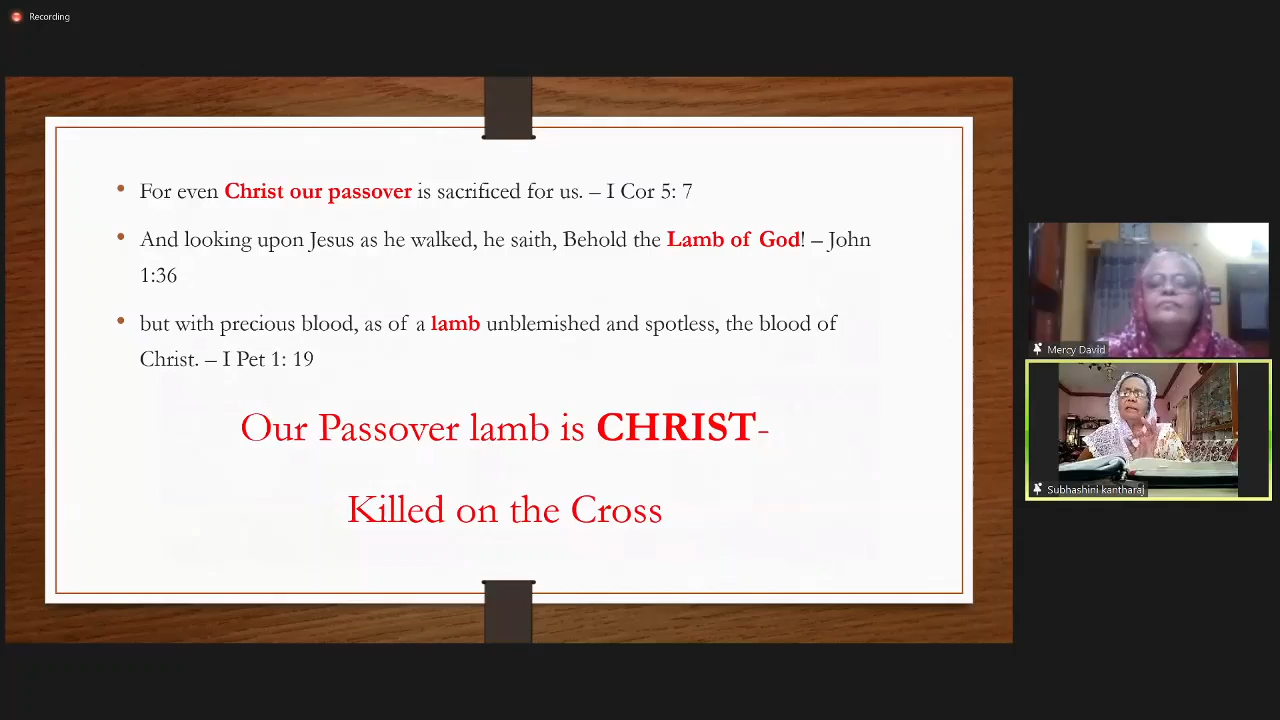 Recording
• For even Christ our passover is sacrificed for us. – I Cor 5: 7
• And looking upon Jesus as he walked, he saith, Behold the Lamb of God! – John
1:36
• but with precious blood, as of a lamb unblemished and spotless, the blood of
Christ. – I Pet 1: 19
Our Passover lamb is CHRIST-
Killed on the Cross
Mercy David
Subhashini kantharaj